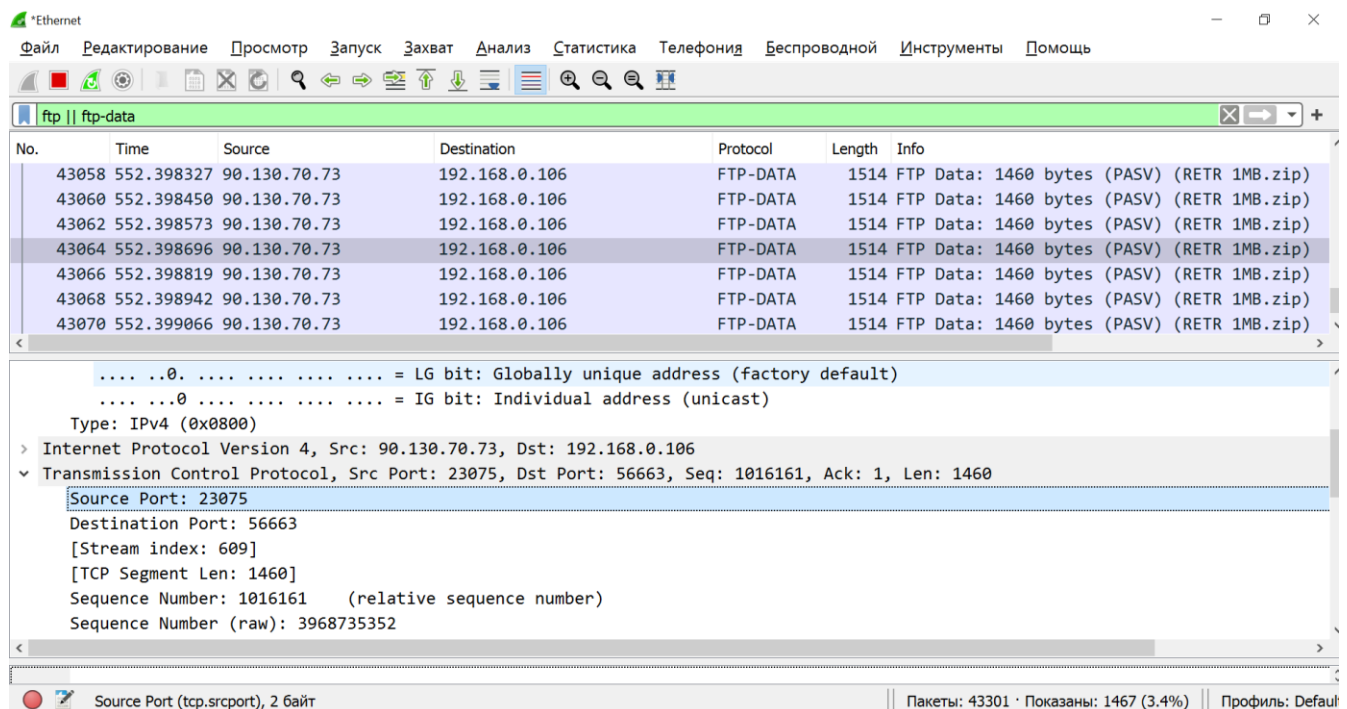 *Ethernet
Файл Редактирование Просмотр Запуск Захват Анализ Статистика Телефония Беспроводной Инструменты Помощь
ftp || ftp-data
No. Time Source Destination Protocol Length Info
43058 552.398327 90.130.70.73 192.168.0.106 FTP-DATA 1514 FTP Data: 1460 bytes (PASV) (RETR 1MB.zip)
43060 552.398450 90.130.70.73 192.168.0.106 FTP-DATA 1514 FTP Data: 1460 bytes (PASV) (RETR 1MB.zip)
43062 552.398573 90.130.70.73 192.168.0.106 FTP-DATA 1514 FTP Data: 1460 bytes (PASV) (RETR 1MB.zip)
43064 552.398696 90.130.70.73 192.168.0.106 FTP-DATA 1514 FTP Data: 1460 bytes (PASV) (RETR 1MB.zip)
43066 552.398819 90.130.70.73 192.168.0.106 FTP-DATA 1514 FTP Data: 1460 bytes (PASV) (RETR 1MB.zip)
43068 552.398942 90.130.70.73 192.168.0.106 FTP-DATA 1514 FTP Data: 1460 bytes (PASV) (RETR 1MB.zip)
43070 552.399066 90.130.70.73 192.168.0.106 FTP-DATA 1514 FTP Data: 1460 bytes (PASV) (RETR 1MB.zip)
.... ..0. .... .... .... .... = LG bit: Globally unique address (factory default)
.... ...0 .... .... .... .... = IG bit: Individual address (unicast)
Type: IPv4 (0x0800)
Internet Protocol Version 4, Src: 90.130.70.73, Dst: 192.168.0.106
Transmission Control Protocol, Src Port: 23075, Dst Port: 56663, Seq: 1016161, Ack: 1, Len: 1460
Source Port: 23075
Destination Port: 56663
[Stream index: 609]
[TCP Segment Len: 1460]
Sequence Number: 1016161 (relative sequence number)
Sequence Number (raw): 3968735352
Source Port (tcp.srcport), 2 байт Пакеты: 43301 · Показаны: 1467 (3.4%) Профиль: Defaul